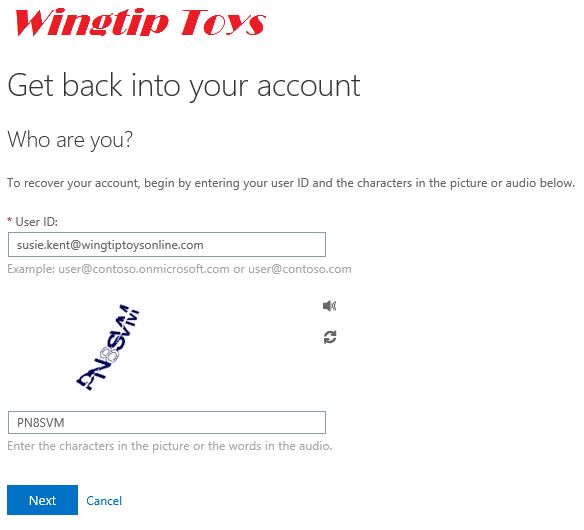 Wingtip Toys
Get back into your account
Who are you?
To recover your account, begin by entering your user ID and the characters in the picture or audio below.
* User ID:
susie.kent@wingtiptoysonline.com
Example: user@contoso.onmicrosoft.com or user@contoso.com
PN8SVM
PN8SVM
Enter the characters in the picture or the words in the audio.
Next Cancel